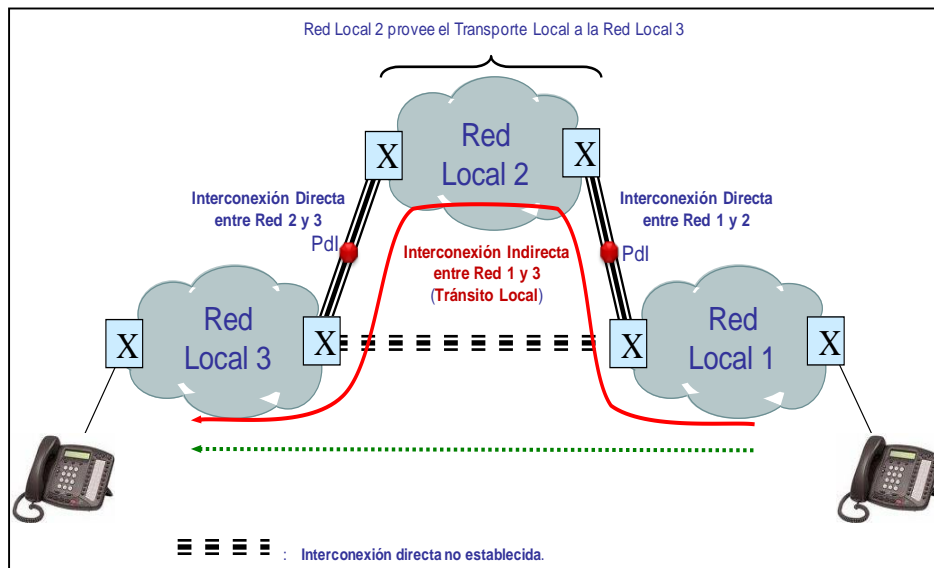 Red Local 2 provee el Transporte Local a la Red Local 3
Red
Local 2
X
X
Interconexión Directa
entre Red 2 y 3
PdI
Interconexión Directa
entre Red 1 y 2
PdI
Interconexión Indirecta
entre Red 1 y 3
(Tránsito Local)
Red
Local 3
X
X
Red
Local 1
X
X
: Interconexión directa no establecida.